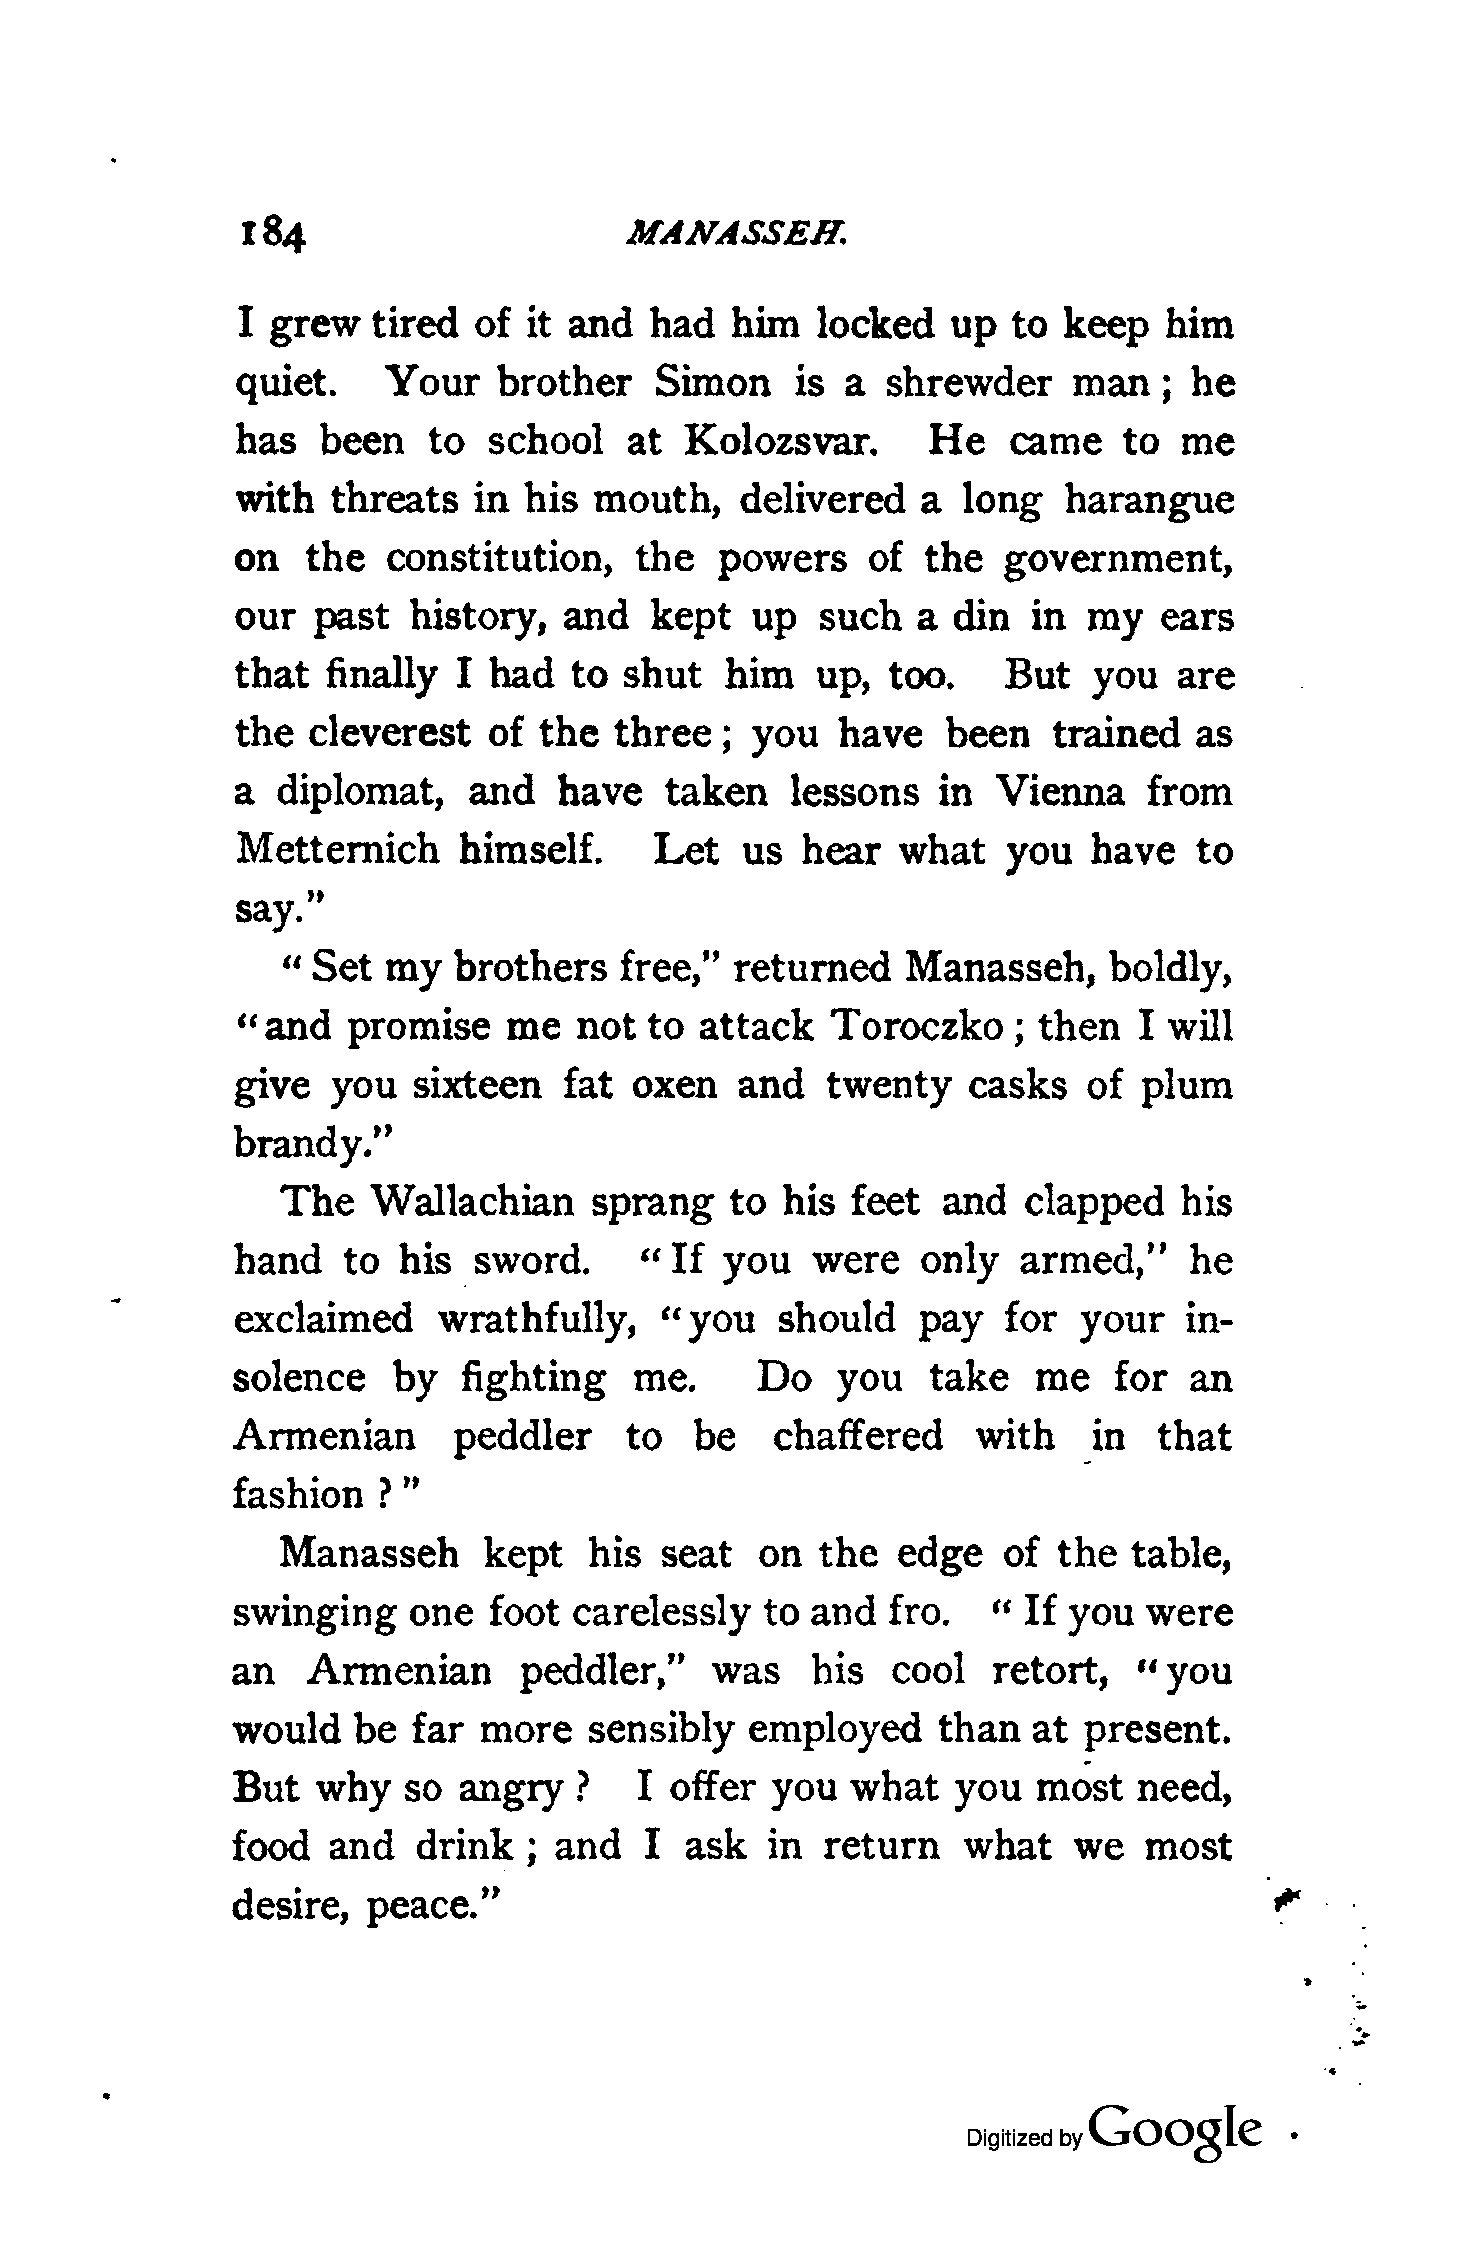 184 MANASSEH.
I grew tired of it and had him locked up to keep him
quiet. Your brother Simon is a shrewder man ; he
has been to school at Kolozsvar. He came to me
with threats in his mouth, delivered a long harangue
on the constitution, the powers of the government,
our past history, and kept up such a din in my ears
that finally I had to shut him up, too. But you are
the cleverest of the three ; you have been trained as
a diplomat, and have taken lessons in Vienna from
Metternich himself. Let us hear what you have to
say."
" Set my brothers free," returned Manasseh, boldly,
"and promise me not to attack Toroczko ; then I will
give you sixteen fat oxen and twenty casks of plum
brandy."
The Wallachian sprang to his feet and clapped his
hand to his sword. " If you were only armed," he
exclaimed wrathfully, "you should pay for your in-
solence by fighting me. Do you take me for an
Armenian peddler to be chaffered with in that
fashion ? "
Manasseh kept his seat on the edge of the table,
swinging one foot carelessly to and fro. " If you were
an Armenian peddler," was his cool retort, "you
would be far more sensibly employed than at present.
But why so angry ? I offer you what you most need,
food and drink ; and I ask in return what we most
desire, peace."
Digitized by Google